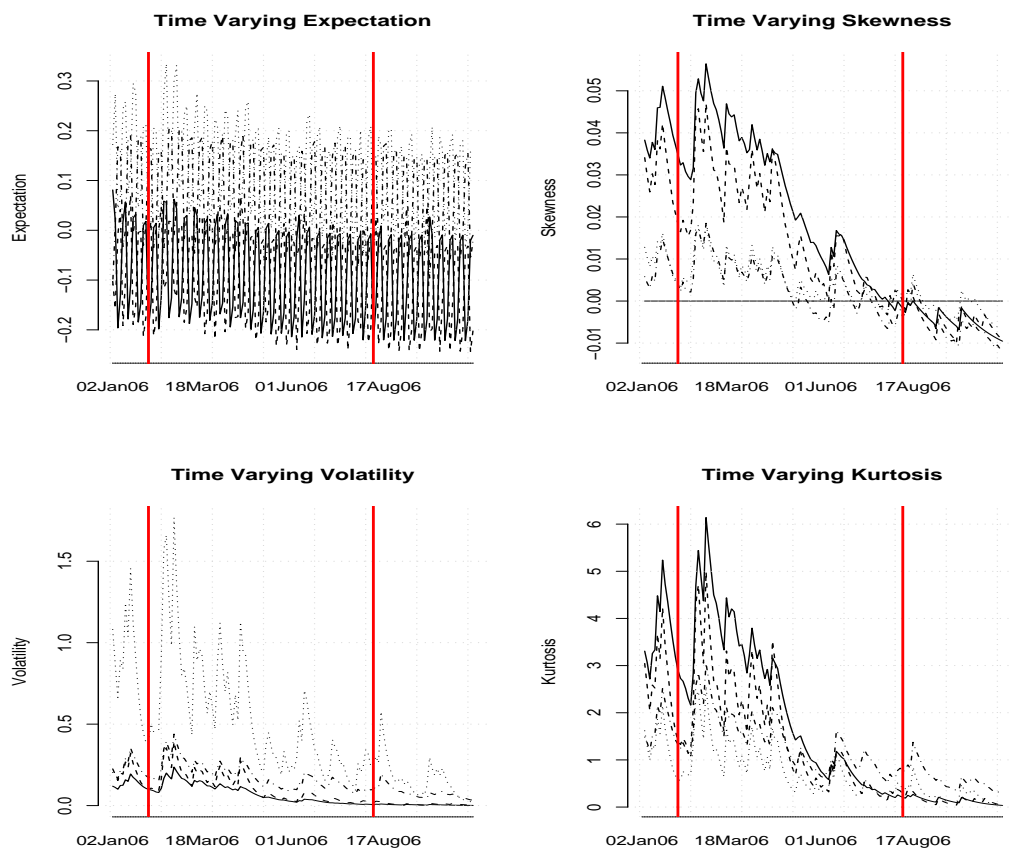 Time Varying Expectation
Expectation
0.3
0.2
0.1
0.0
−0.1
−0.2
02Jan06 18Mar06 01Jun06 17Aug06
Time Varying Skewness
Skewness
0.05
0.04
0.03
0.02
0.01
0.00
−0.01
02Jan06 18Mar06 01Jun06 17Aug06
Time Varying Volatility
Volatility
1.5
1.0
0.5
0.0
02Jan06 18Mar06 01Jun06 17Aug06
Time Varying Kurtosis
Kurtosis
6
5
4
3
2
1
0
02Jan06 18Mar06 01Jun06 17Aug06